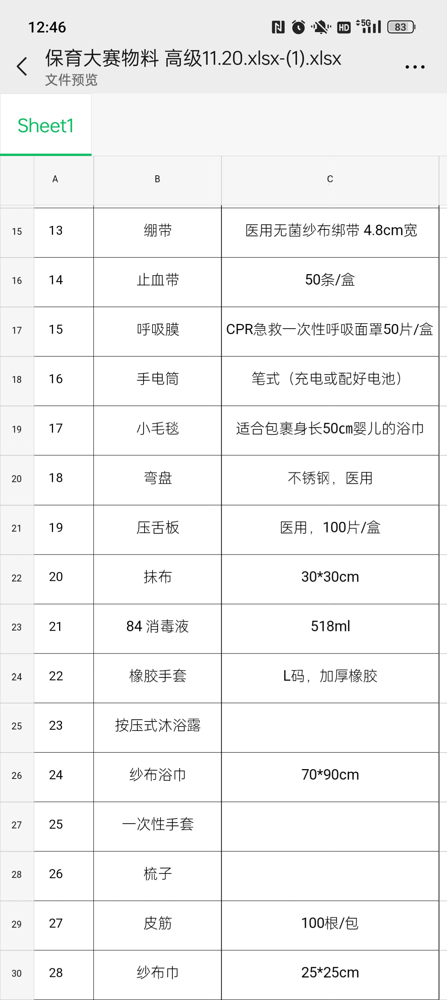 12:46
HD 5G 83
保育大赛物料 高级11.20.xlsx-(1).xlsx
文件预览
Sheet1
A B C
15 13 绷带 医用无菌纱布绑带 4.8cm宽
16 14 止血带 50条/盒
17 15 呼吸膜 CPR急救一次性呼吸面罩50片/盒
18 16 手电筒 笔式（充电或配好电池）
19 17 小毛毯 适合包裹身长50cm婴儿的浴巾
20 18 弯盘 不锈钢，医用
21 19 压舌板 医用，100片/盒
22 20 抹布 30*30cm
23 21 84 消毒液 518ml
24 22 橡胶手套 L码，加厚橡胶
25 23 按压式沐浴露
26 24 纱布浴巾 70*90cm
27 25 一次性手套
28 26 梳子
29 27 皮筋 100根/包
30 28 纱布巾 25*25cm